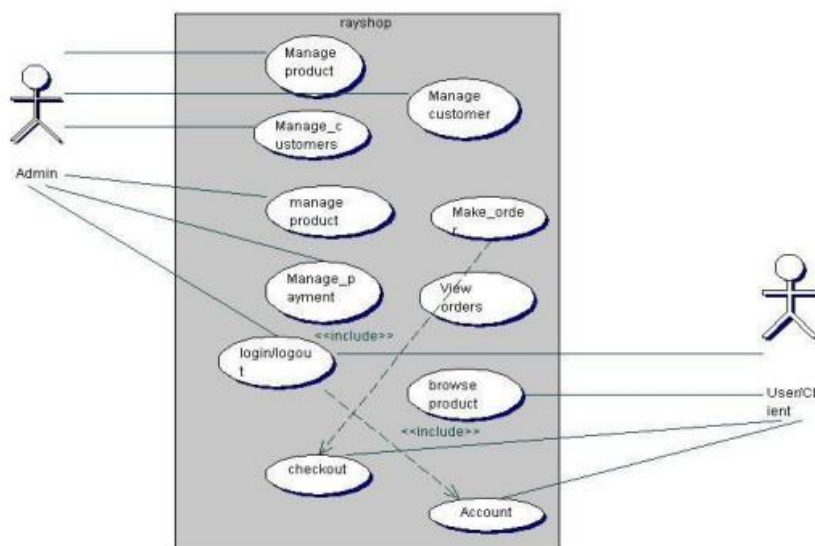 rayshop
Manage
product
Manage
customer
Manage_c
ustomers
Admin
manage
product
Make_orde
r
Manage_p
ayment
View
orders
<<include>>
login/logou
t
browse
product
User/Cl
ient
<<include>>
checkout
Account